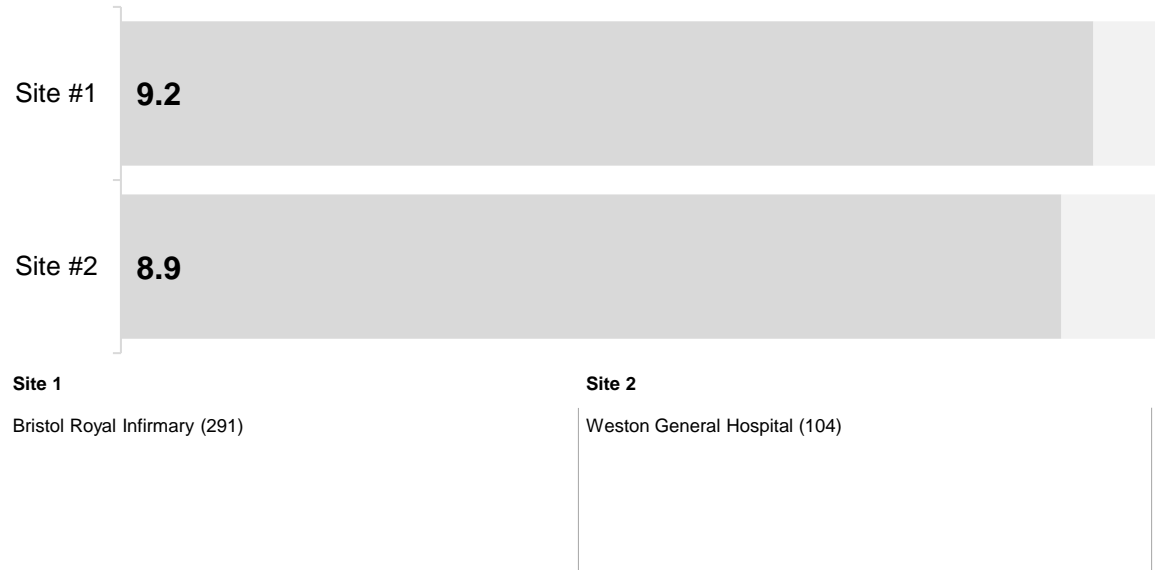 Site #1
9.2
Site #2
8.9
Site 1
Bristol Royal Infirmary (291)
Site 2
Weston General Hospital (104)